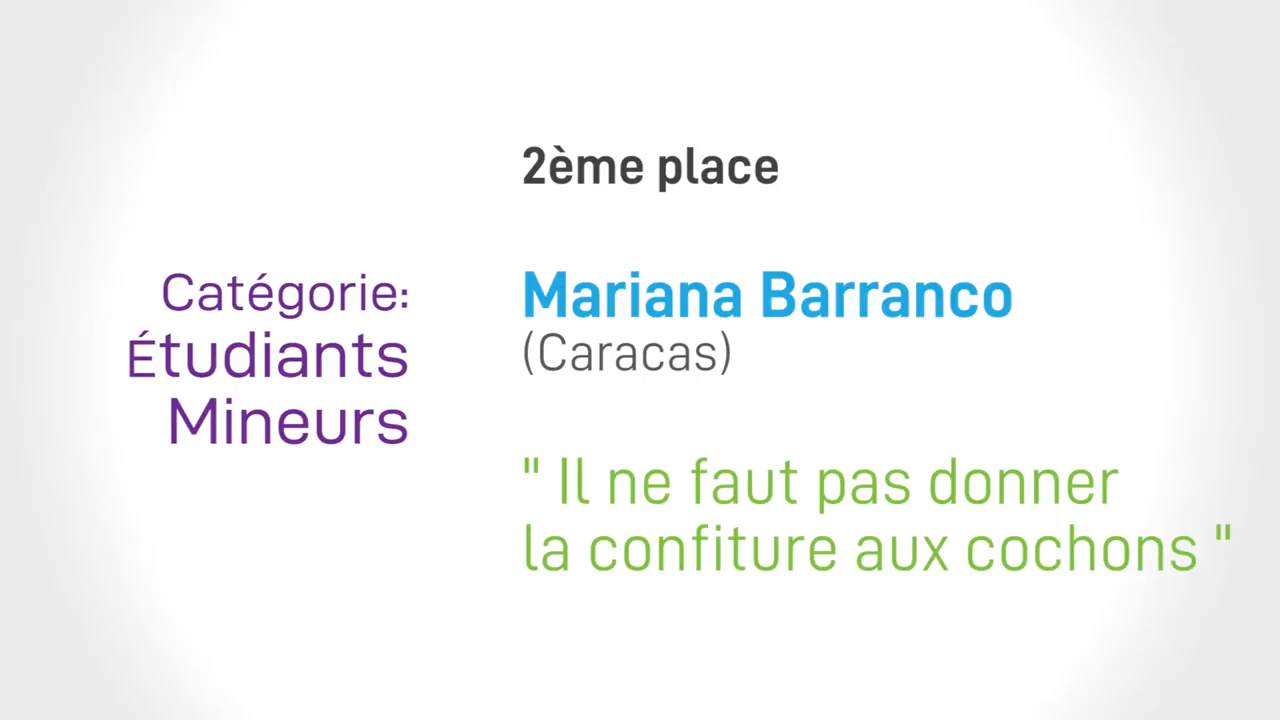 2ème place
Catégorie:
Étudiants
Mineurs
Mariana Barranco
(Caracas)
" Il ne faut pas donner
la confiture aux cochons "